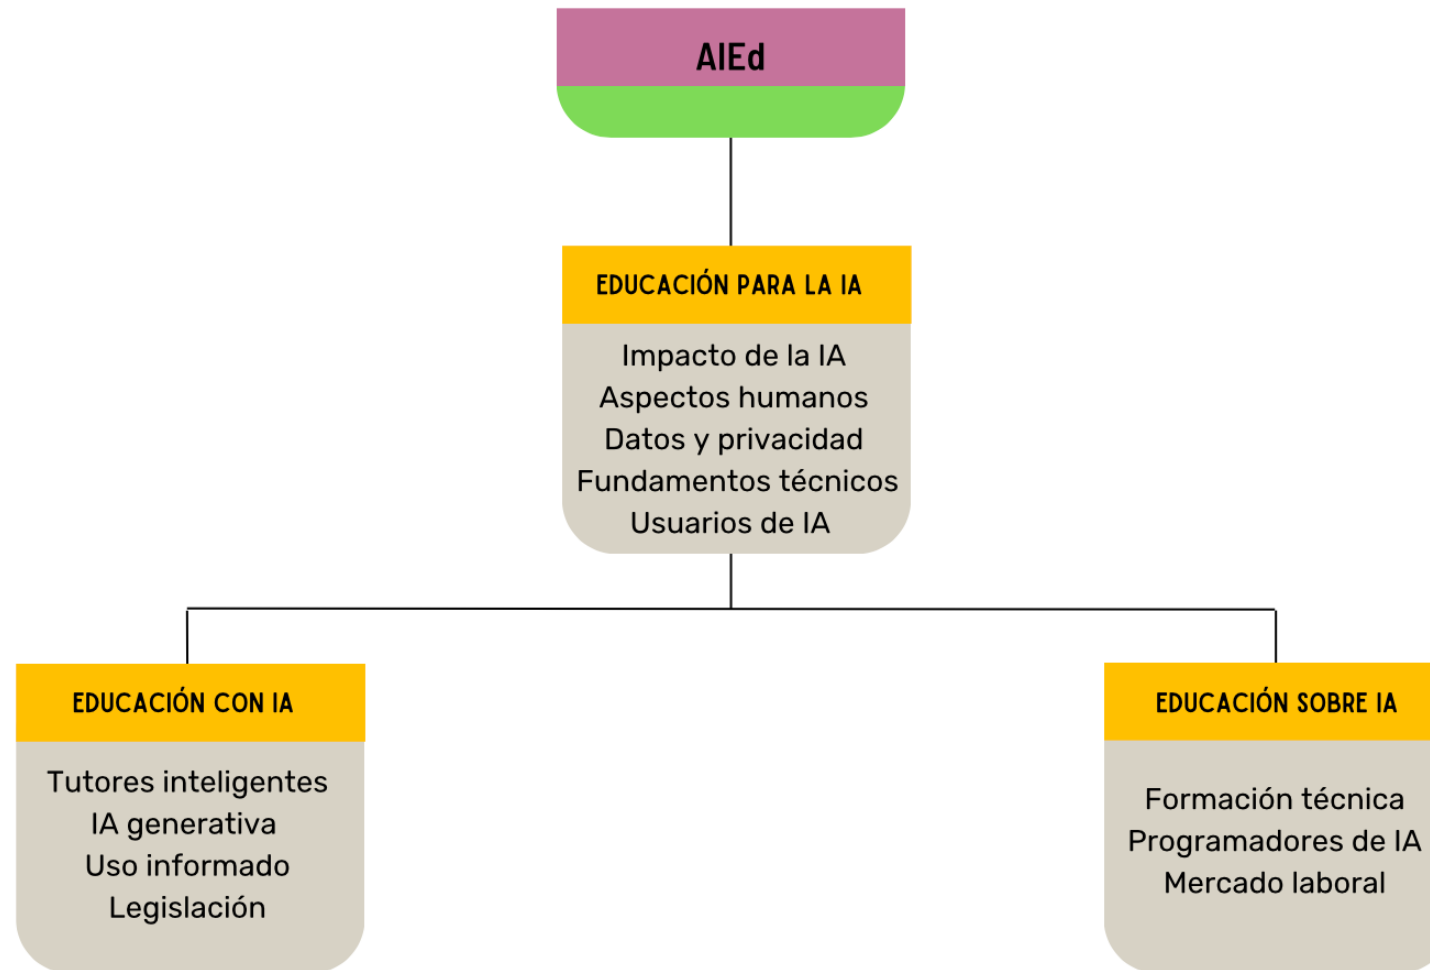 AIEd
EDUCACIÓN PARA LA IA
Impacto de la IA
Aspectos humanos
Datos y privacidad
Fundamentos técnicos
Usuarios de IA
EDUCACIÓN CON IA
Tutores inteligentes
IA generativa
Uso informado
Legislación
EDUCACIÓN SOBRE IA
Formación técnica
Programadores de IA
Mercado laboral